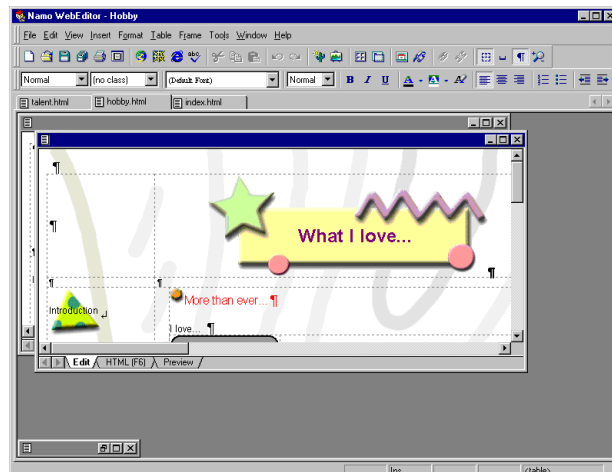 Namo WebEditor - Hobby
File Edit View Insert Format Table Frame Tools Window Help
Normal (no class) (Default Font) Normal B I U A A A
talent.html hobby.html index.html
What I love...
More than ever...
Introduction
I love...
Edit HTML (F6) Preview
Ins <table>